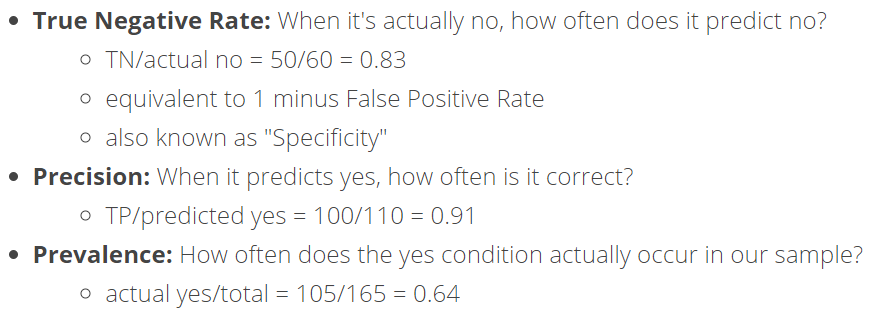 • True Negative Rate: When it's actually no, how often does it predict no?
○ TN/actual no = 50/60 = 0.83
○ equivalent to 1 minus False Positive Rate
○ also known as "Specificity"
• Precision: When it predicts yes, how often is it correct?
○ TP/predicted yes = 100/110 = 0.91
• Prevalence: How often does the yes condition actually occur in our sample?
○ actual yes/total = 105/165 = 0.64